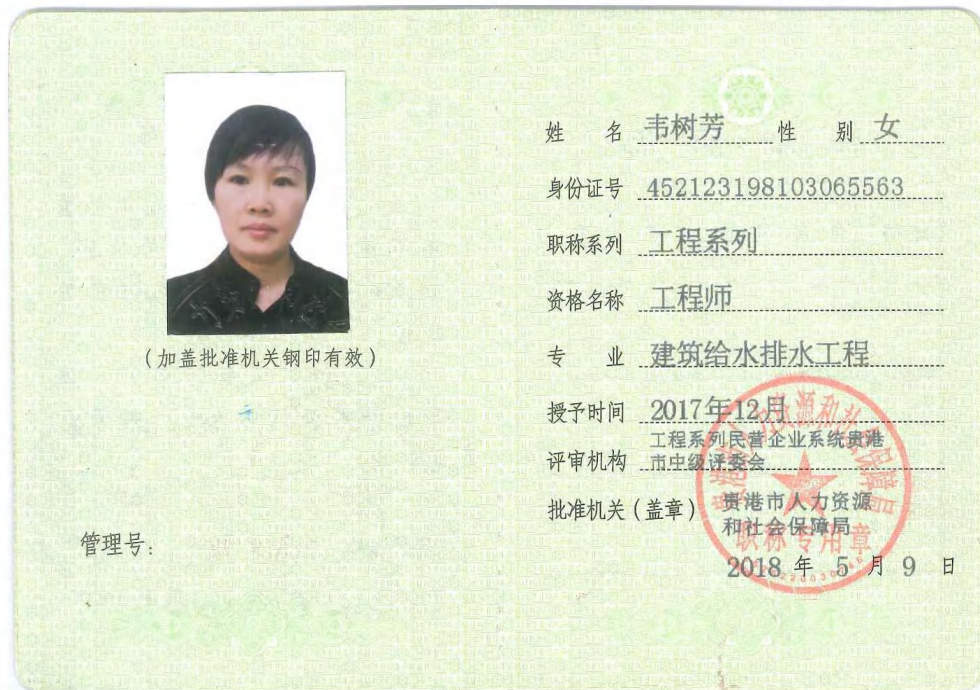 (加盖批准机关钢印有效)
管理号:
姓 名 韦树芳 性 别 女
身份证号 452123198103065563
职称系列 工程系列
资格名称 工程师
专 业 建筑给水排水工程
授予时间 2017年12月
评审机构 工程系列民营企业系统贵港
市中级评委会
批准机关(盖章) 贵港市人力资源
和社会保障局
职称专用章
2018 年 5 月 9 日